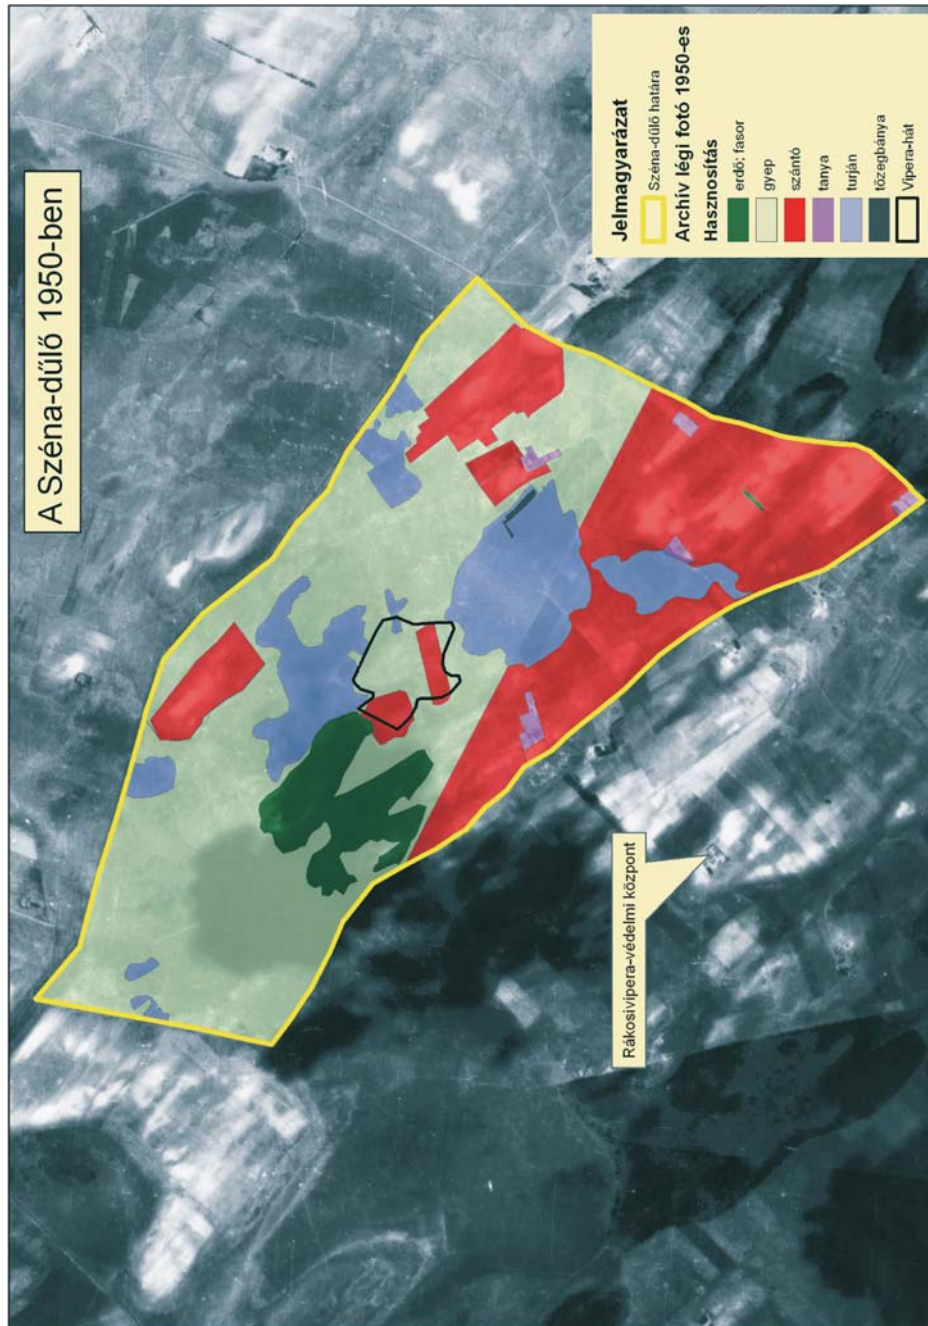 A Széna-dűlő 1950-ben
Jelmagyarázat
Széna-dűlő határa
Archív légi fotó 1950-es
Hasznosítás
erdő; fasor
gyep
szántó
tanya
turján
tőzegbánya
Vipera-hát
Rákosivipera-védelmi központ